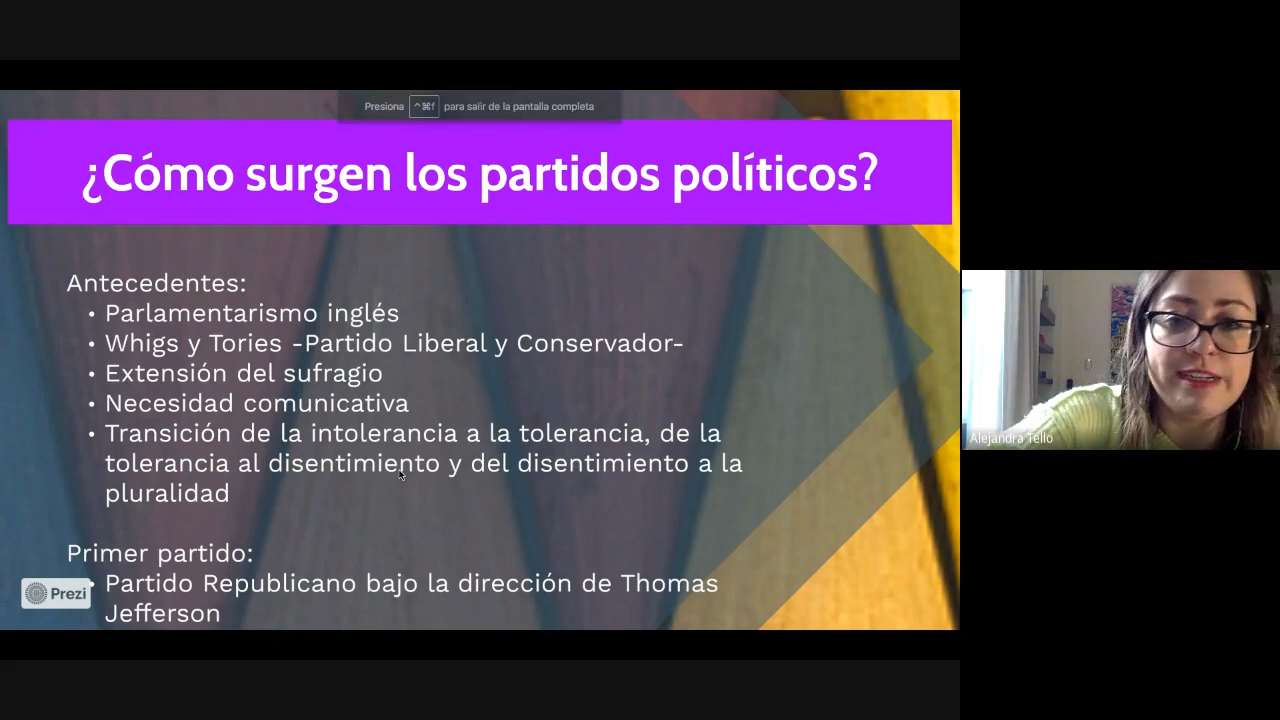 Presiona ^⌘f para salir de la pantalla completa
¿Cómo surgen los partidos políticos?
Antecedentes:
• Parlamentarismo inglés
• Whigs y Tories -Partido Liberal y Conservador-
• Extensión del sufragio
• Necesidad comunicativa
• Transición de la intolerancia a la tolerancia, de la
tolerancia al disentimiento y del disentimiento a la
pluralidad
Primer partido:
• Partido Republicano bajo la dirección de Thomas
Jefferson
Prezi
Alejandra Tello